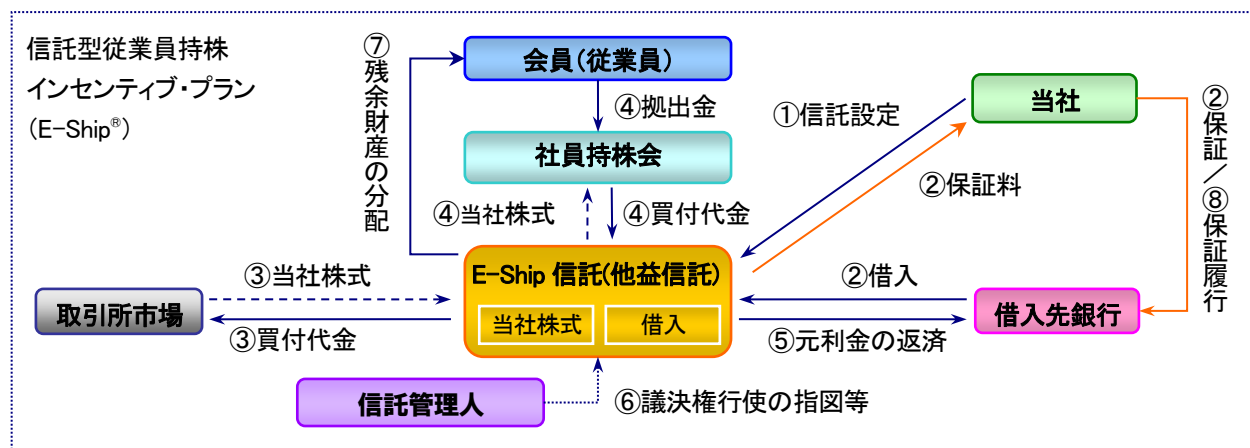 信託型従業員持株
インセンティブ・プラン
(E-Ship®)
⑦残余財産の分配
会員(従業員)
④拠出金
社員持株会
④当社株式
④買付代金
①信託設定
②保証料
当社
②保証/⑧保証履行
E-Ship 信託(他益信託)
当社株式
借入
③当社株式
取引所市場
③買付代金
②借入
借入先銀行
⑤元利金の返済
信託管理人
⑥議決権行使の指図等